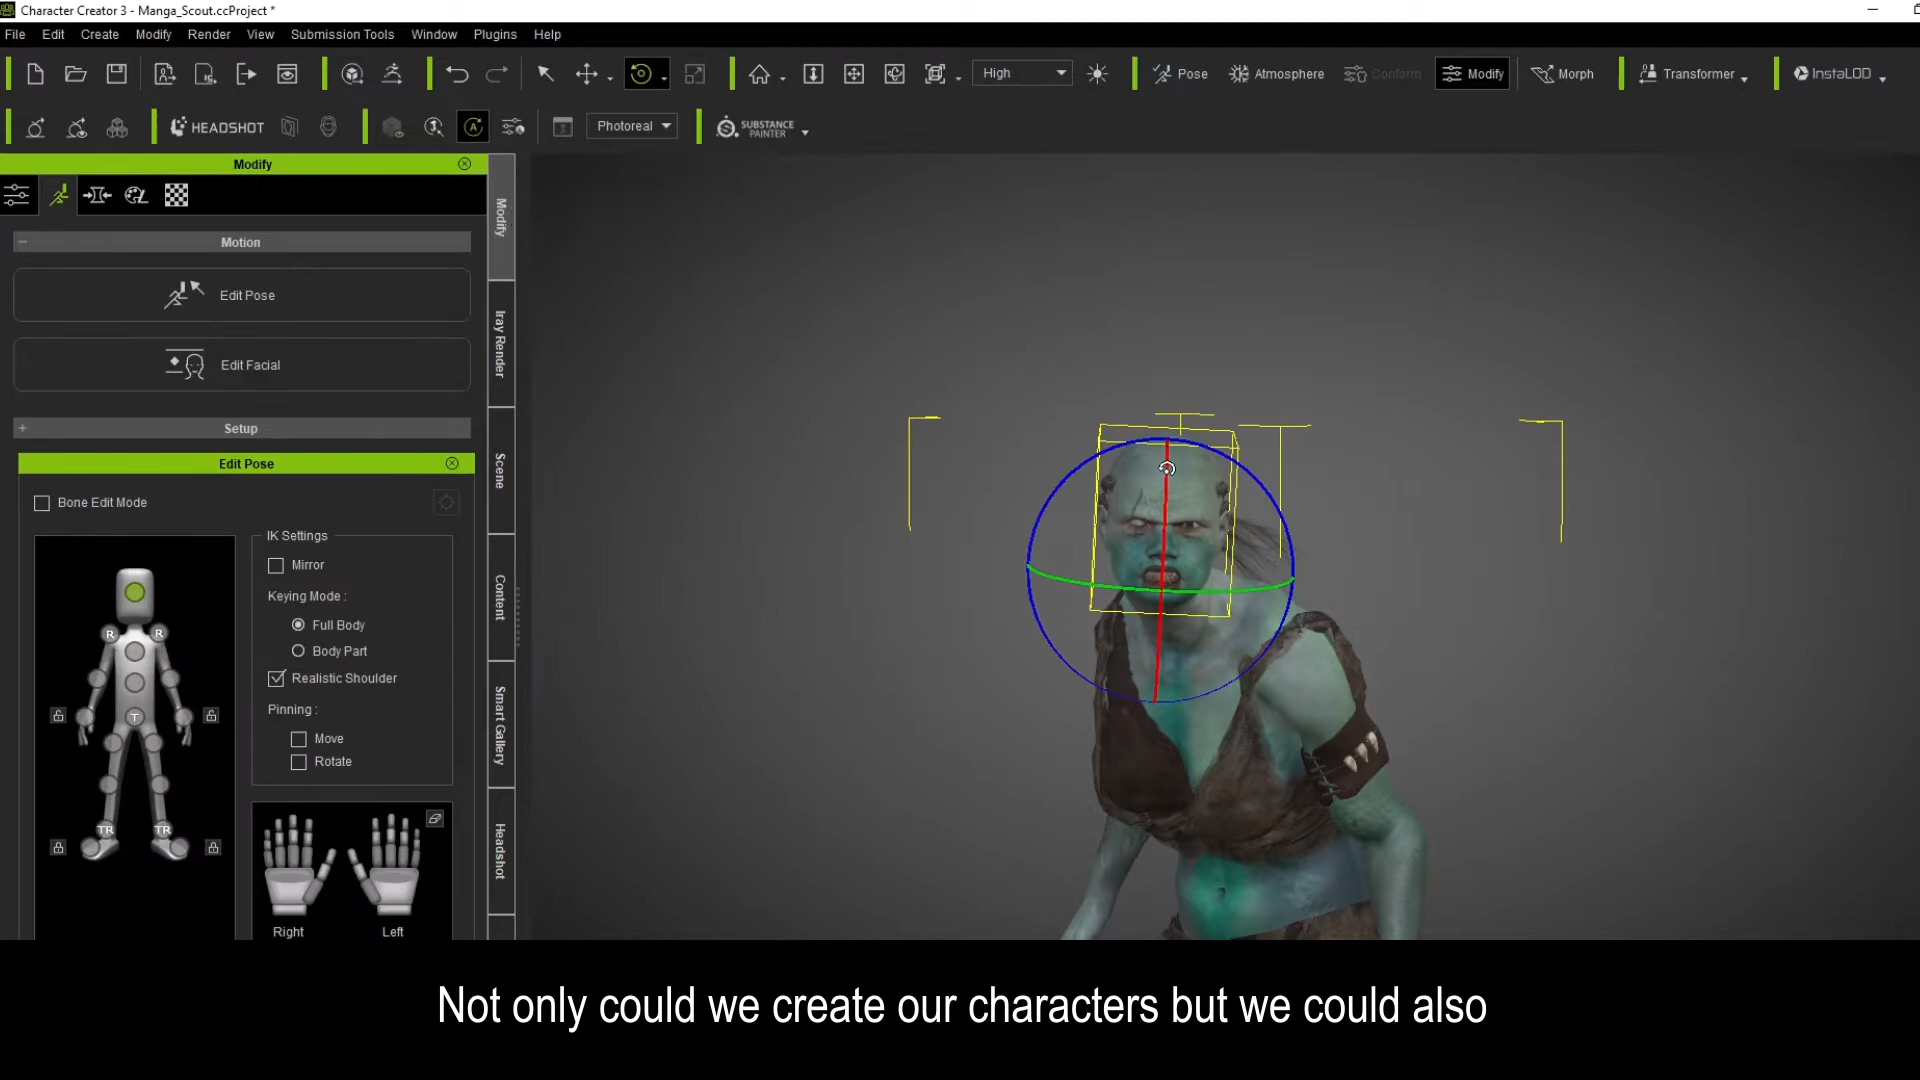 Character Creator 3 - Manga_Scout.ccProject *
File Edit Create Modify Render View Submission Tools Window Plugins Help
High Pose Atmosphere Conform Modify Morph Transformer InstaLOD
HEADSHOT Photoreal SUBSTANCE PAINTER
Modify
Motion
Edit Pose
Edit Facial
Setup
Edit Pose
Bone Edit Mode
IK Settings
Mirror
Keying Mode :
Full Body
Body Part
Realistic Shoulder
Pinning :
Move
Rotate
R R
T
TR TR
Right Left
Modify
Iray Render
Scene
Content
Smart Gallery
Headshot
Not only could we create our characters but we could also